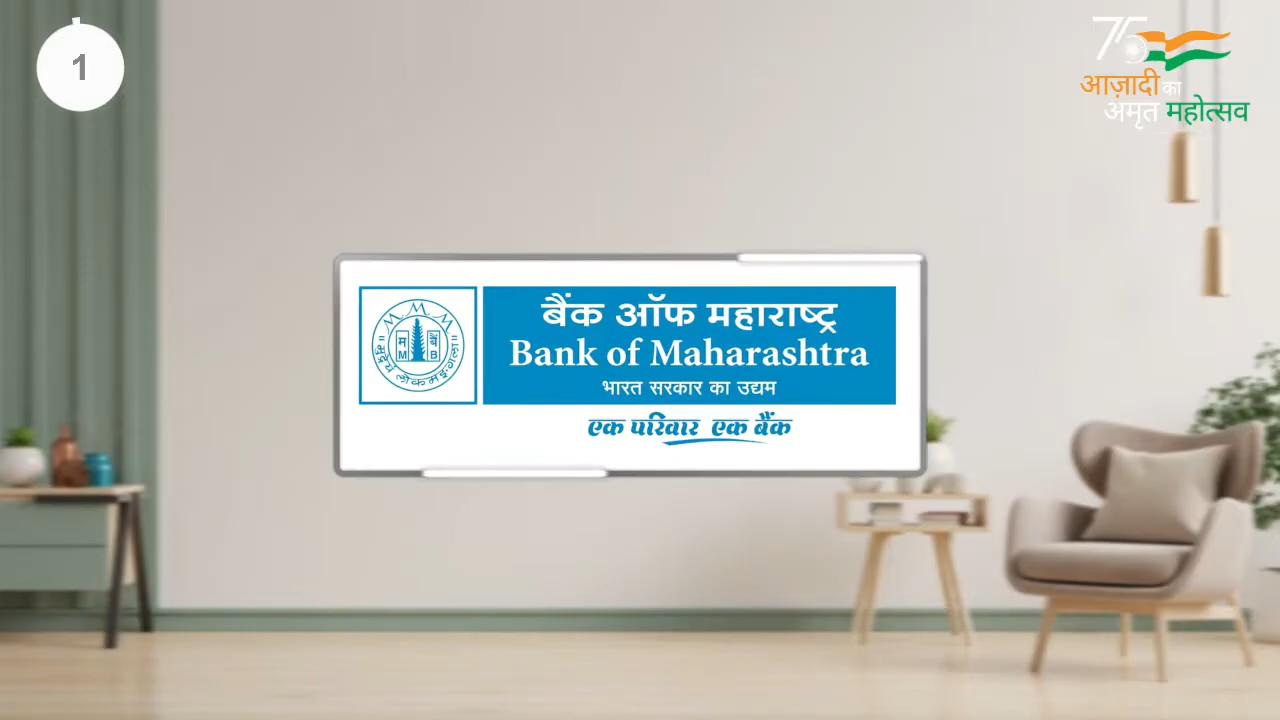 1
75
आज़ादी का
अमृत महोत्सव
बैंक ऑफ महाराष्ट्र
Bank of Maharashtra
भारत सरकार का उद्यम
एक परिवार एक बैंक